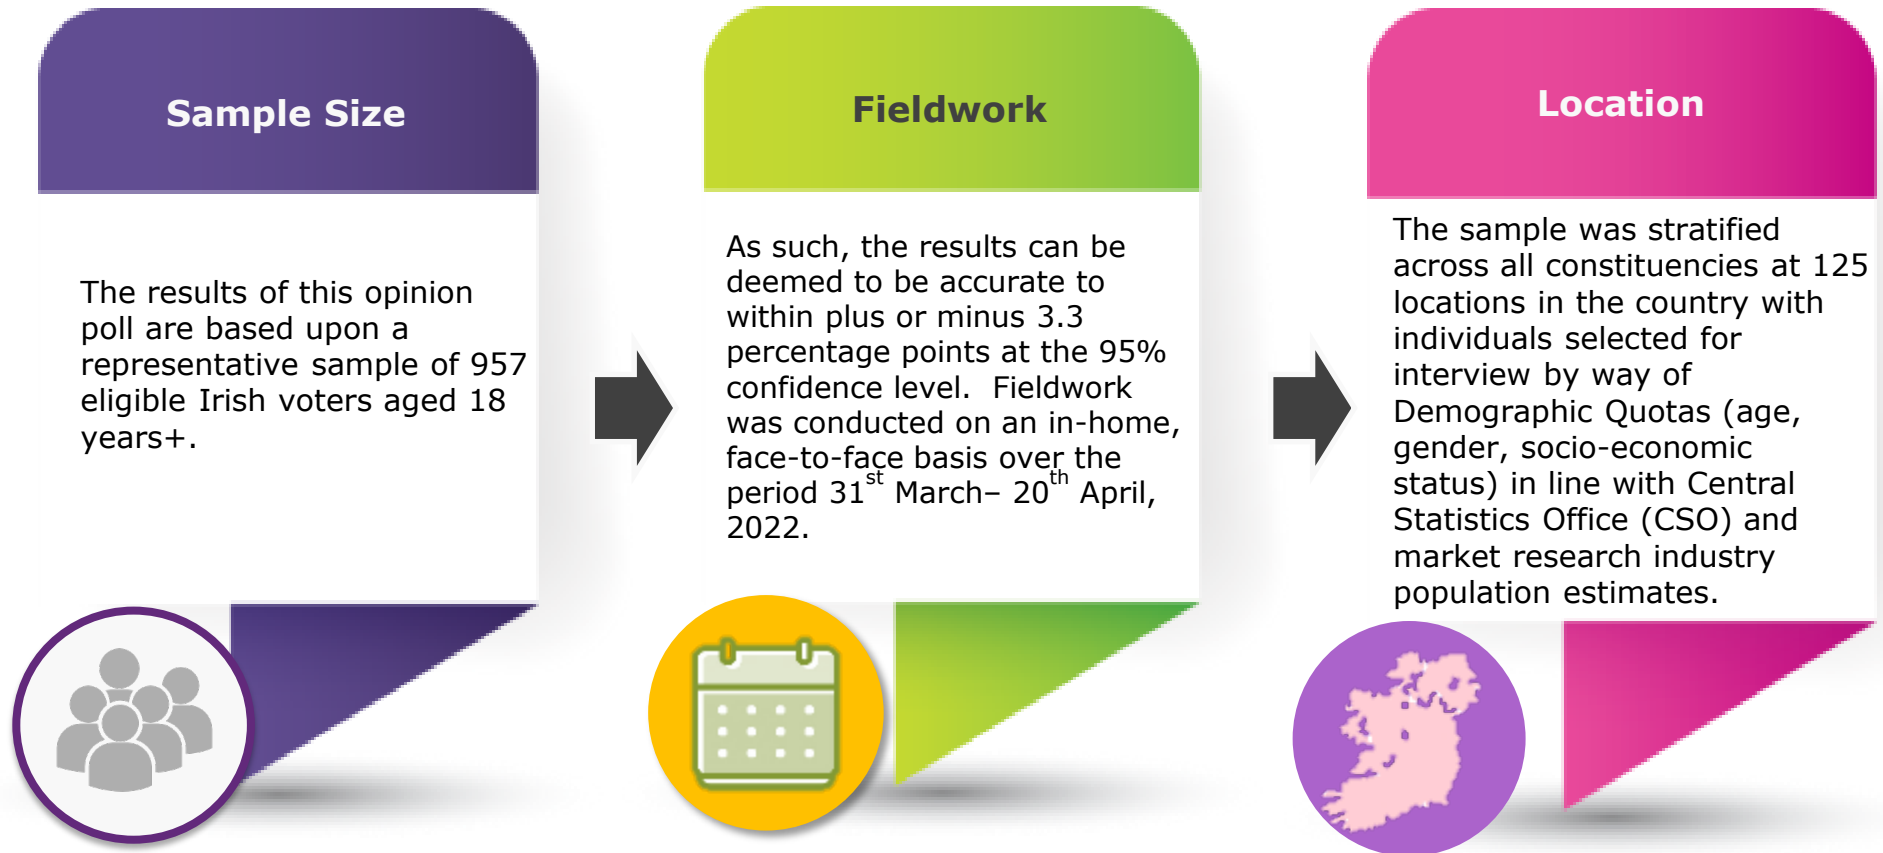 Sample Size
The results of this opinion
poll are based upon a
representative sample of 957
eligible Irish voters aged 18
years+.
Fieldwork
As such, the results can be
deemed to be accurate to
within plus or minus 3.3
percentage points at the 95%
confidence level.  Fieldwork
was conducted on an in-home,
face-to-face basis over the
period 31st March– 20th April,
2022.
Location
The sample was stratified
across all constituencies at 125
locations in the country with
individuals selected for
interview by way of
Demographic Quotas (age,
gender, socio-economic
status) in line with Central
Statistics Office (CSO) and
market research industry
population estimates.